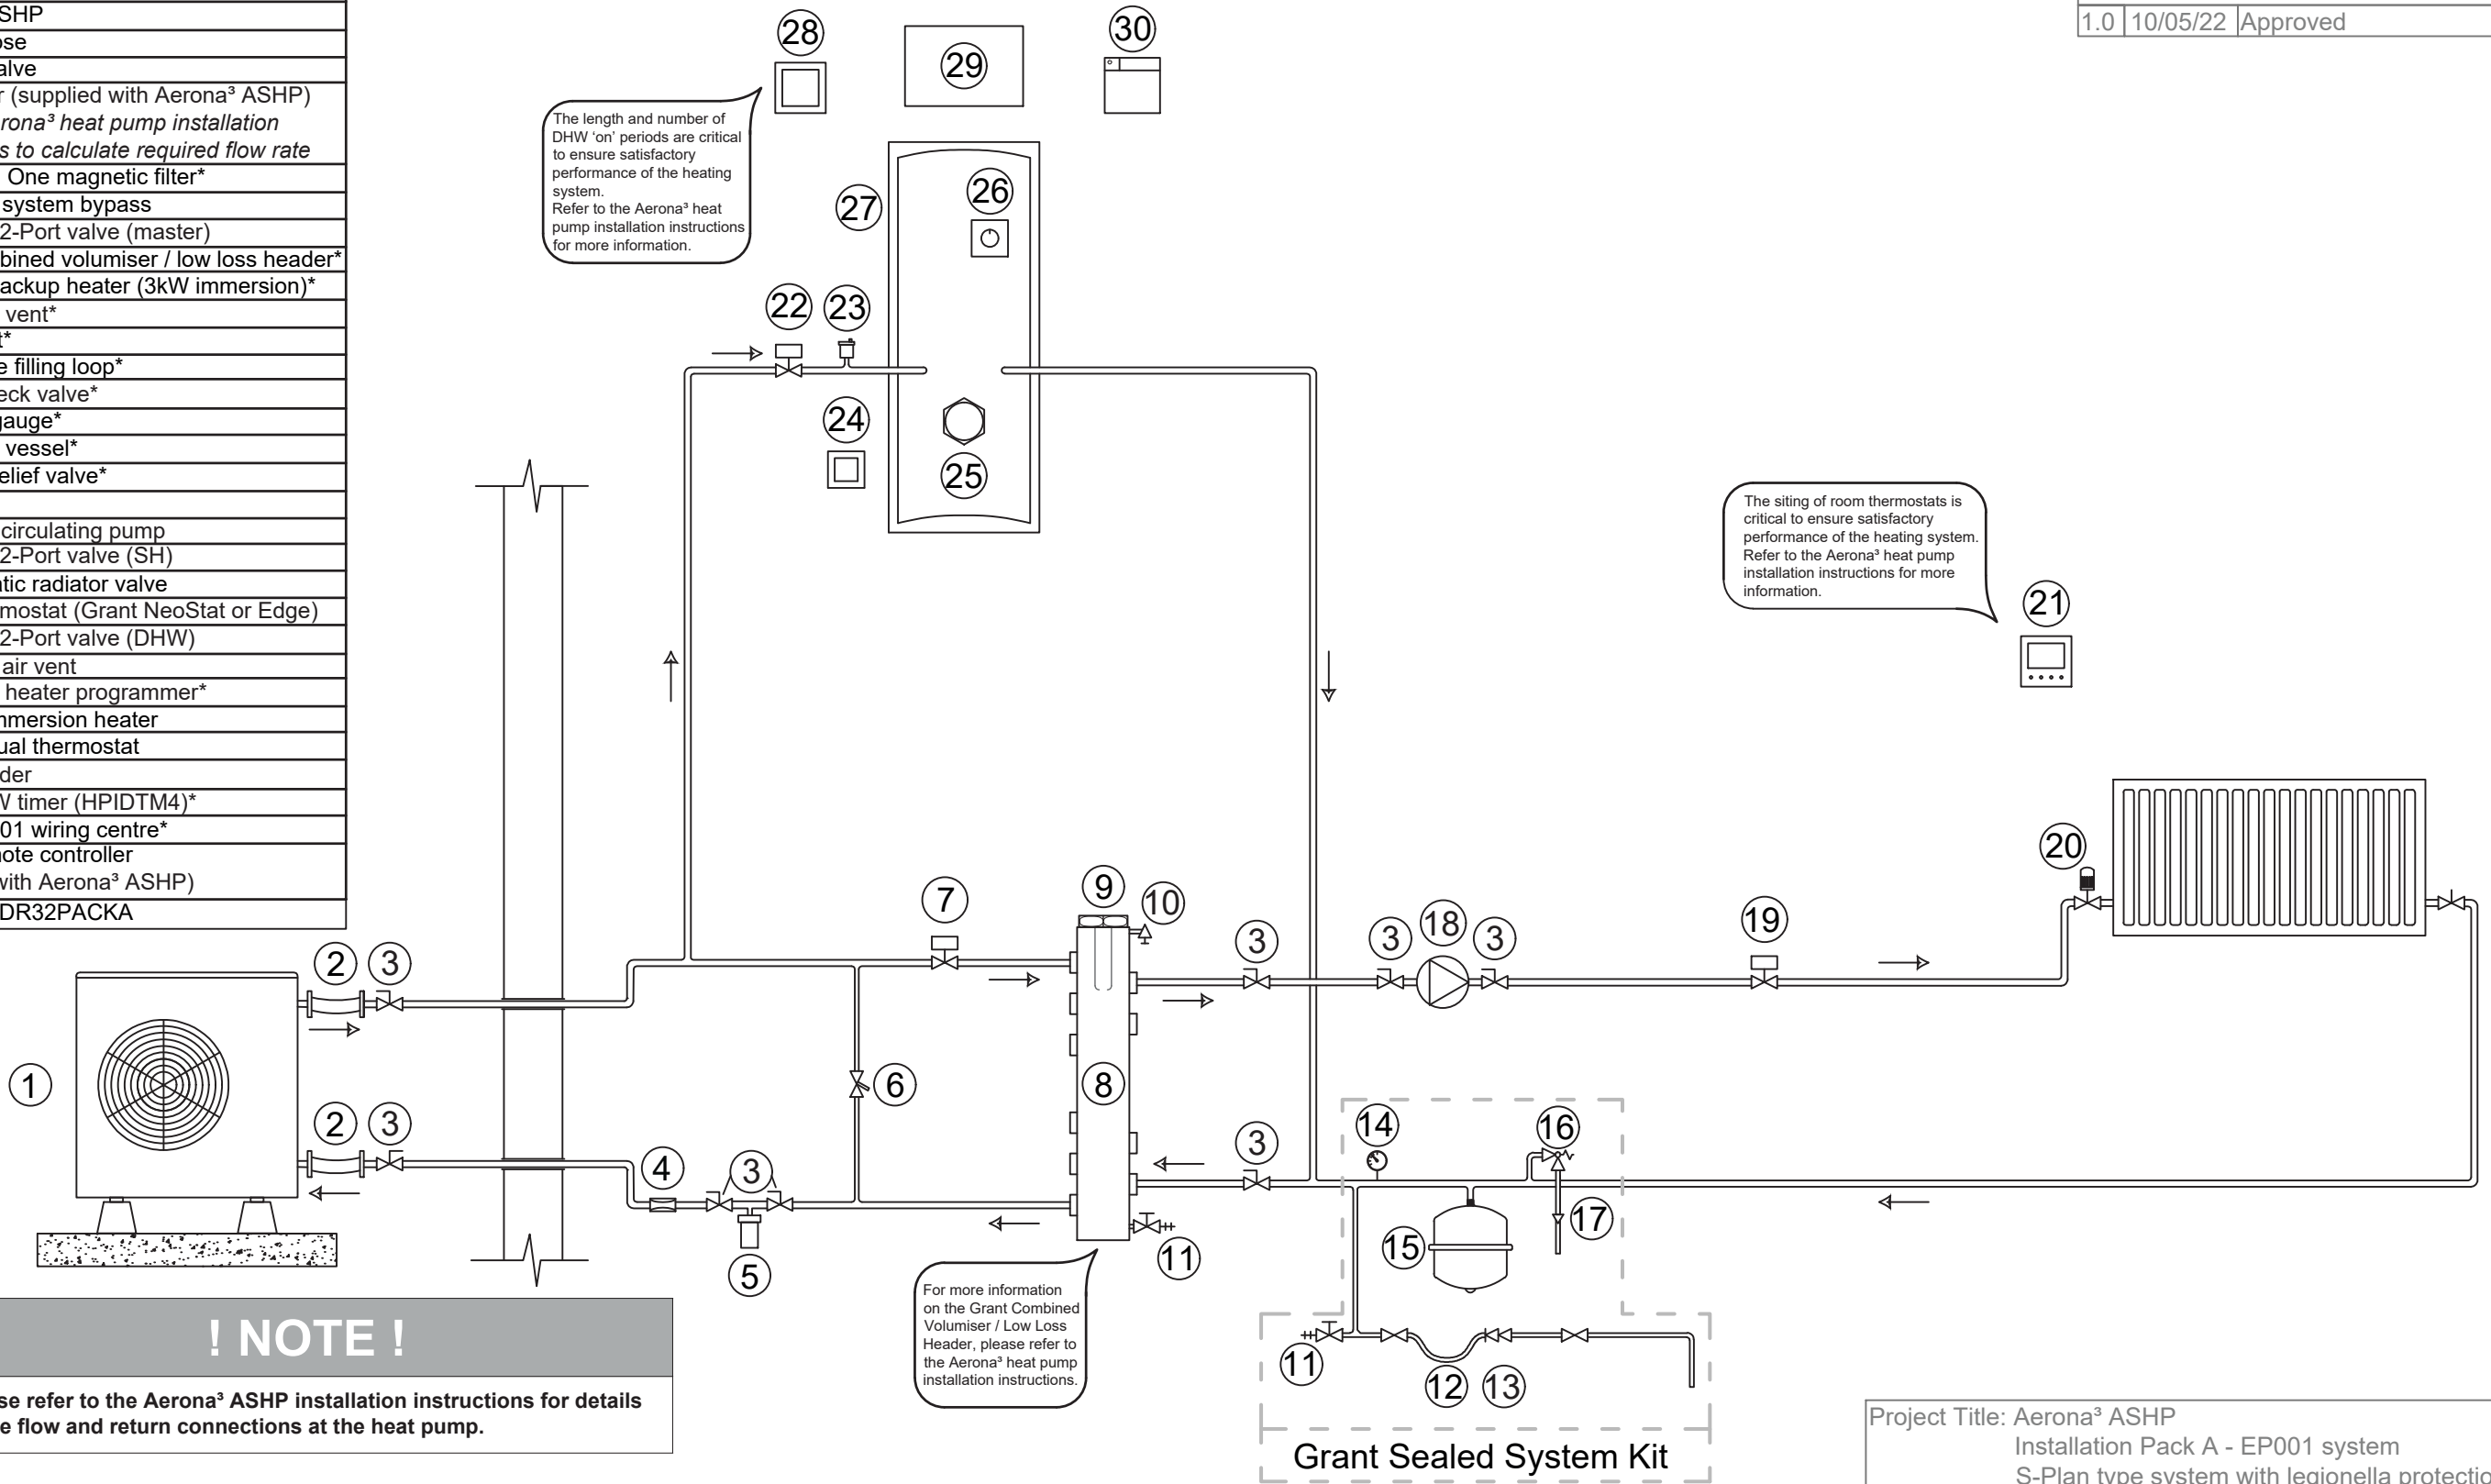 SHP
ose
alve
r (supplied with Aerona³ ASHP)
rona³ heat pump installation
s to calculate required flow rate
One magnetic filter*
system bypass
2-Port valve (master)
bined volumiser / low loss header*
ackup heater (3kW immersion)*
vent*
t*
e filling loop*
eck valve*
gauge*
vessel*
elief valve*
circulating pump
2-Port valve (SH)
tic radiator valve
mostat (Grant NeoStat or Edge)
2-Port valve (DHW)
air vent
heater programmer*
mmersion heater
ual thermostat
der
W timer (HPIDTM4)*
01 wiring centre*
ote controller
with Aerona³ ASHP)
DR32PACKA
1.0 10/05/22 Approved
28
29
30
The length and number of
DHW ‘on’ periods are critical
to ensure satisfactory
performance of the heating
system.
Refer to the Aerona³ heat
pump installation instructions
for more information.
27
26
22
23
24
25
The siting of room thermostats is
critical to ensure satisfactory
performance of the heating system.
Refer to the Aerona³ heat pump
installation instructions for more
information.
21
20
7
9
10
3
3
18
3
19
2
3
1
6
8
2
3
4
3
5
3
11
14
16
15
17
11
12
13
For more information
on the Grant Combined
Volumiser / Low Loss
Header, please refer to
the Aerona³ heat pump
installation instructions.
Grant Sealed System Kit
! NOTE !
se refer to the Aerona³ ASHP installation instructions for details
e flow and return connections at the heat pump.
Project Title: Aerona³ ASHP
Installation Pack A - EP001 system
S-Plan type system with legionella protectio